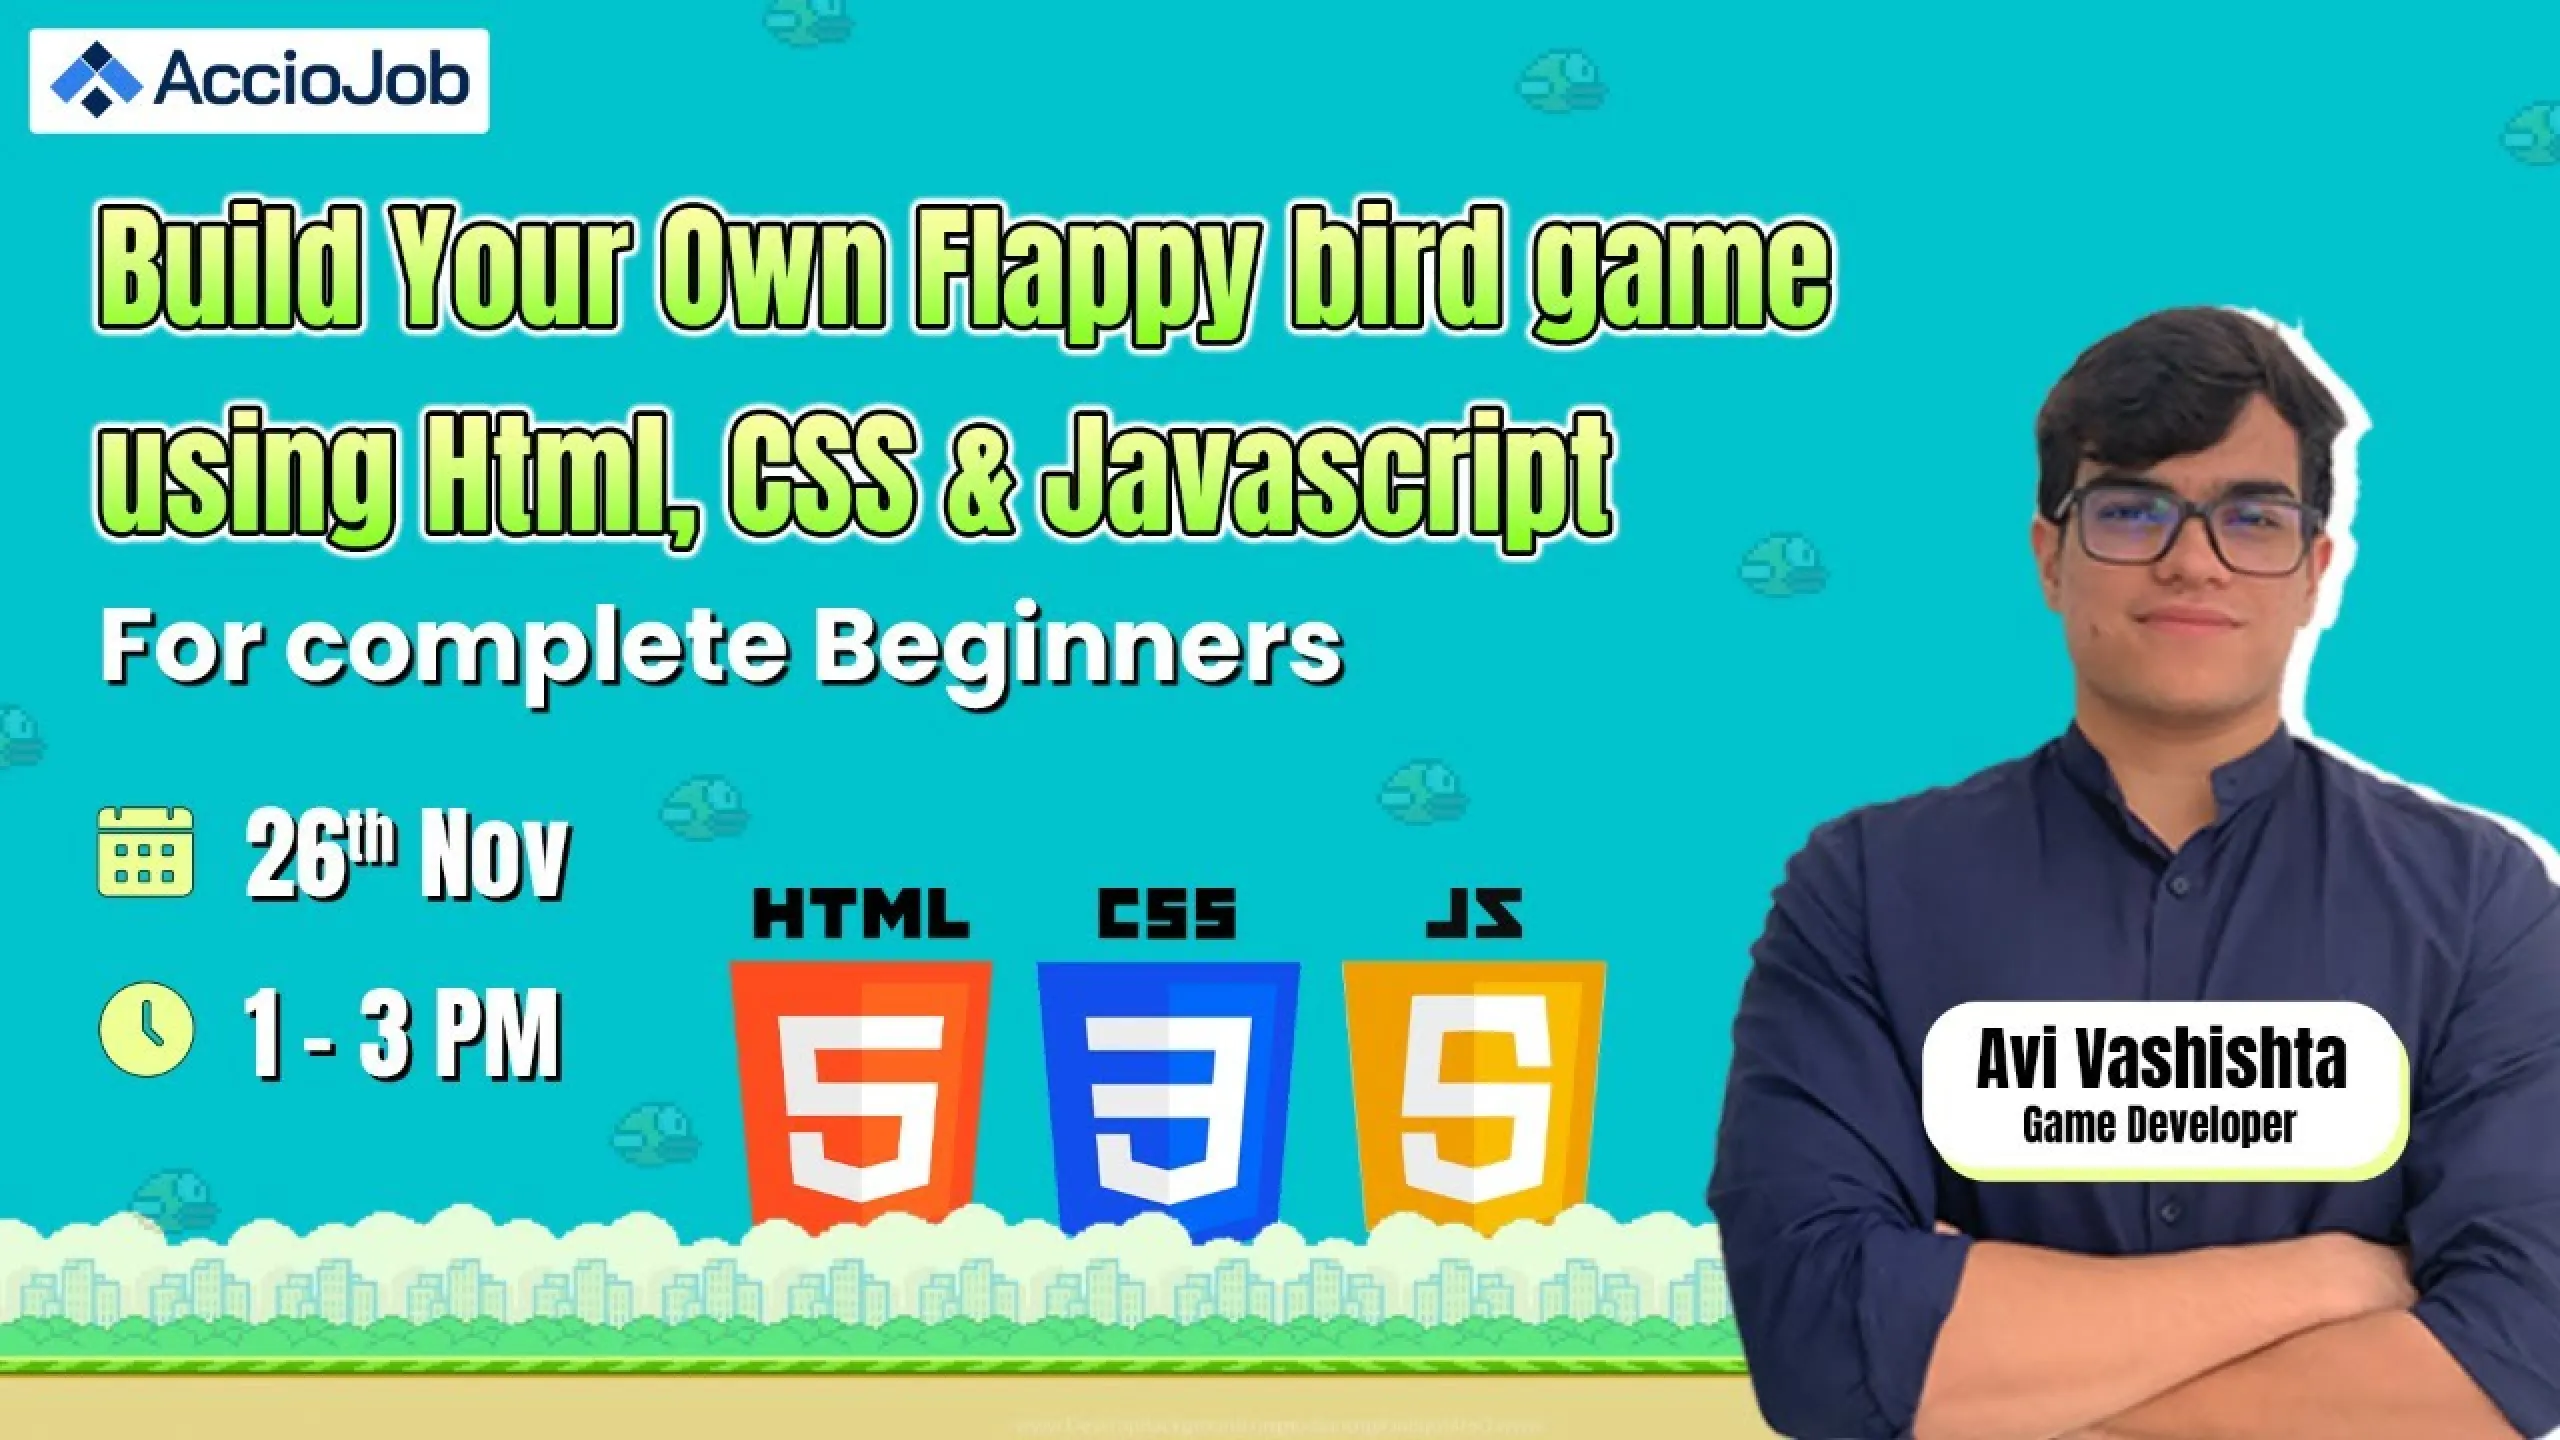 AccioJob
Build Your Own Flappy bird game
using Html, CSS & Javascript
For complete Beginners
26th Nov
1 - 3 PM
HTML
CSS
JS
5
3
5
Avi Vashishta
Game Developer